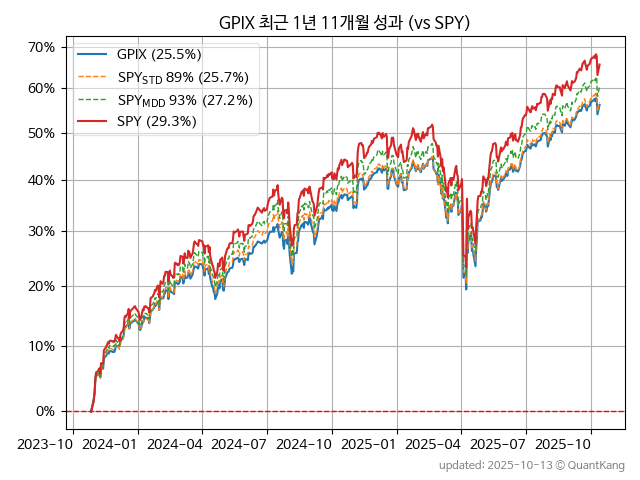 GPIX 최근 1년 11개월 성과 (vs SPY)
70%
60%
50%
40%
30%
20%
10%
0%
GPIX (25.5%)
SPY_STD 89% (25.7%)
SPY_MDD 93% (27.2%)
SPY (29.3%)
2023-10 2024-01 2024-04 2024-07 2024-10 2025-01 2025-04 2025-07 2025-10
updated: 2025-10-13 © QuantKang